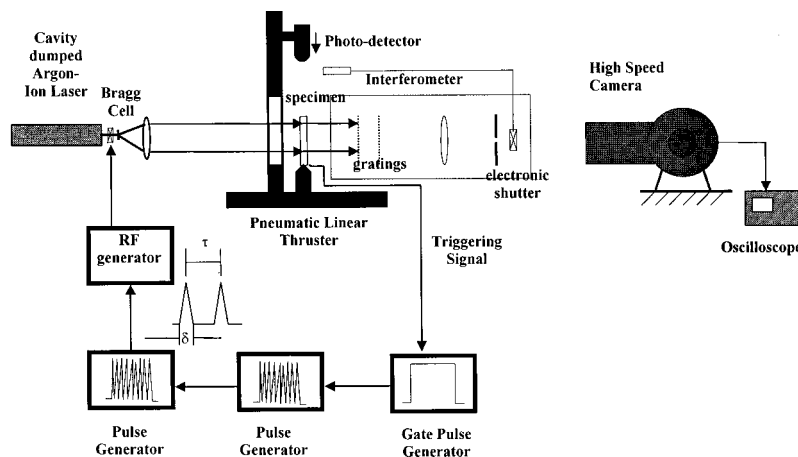 Cavity
dumped
Argon-
Ion Laser
Bragg
Cell
Photo-detector
Interferometer
specimen
gratings
electronic
shutter
High Speed
Camera
Oscilloscope
Pneumatic Linear
Thruster
Triggering
Signal
RF
generator
τ
δ
Pulse
Generator
Pulse
Generator
Gate Pulse
Generator